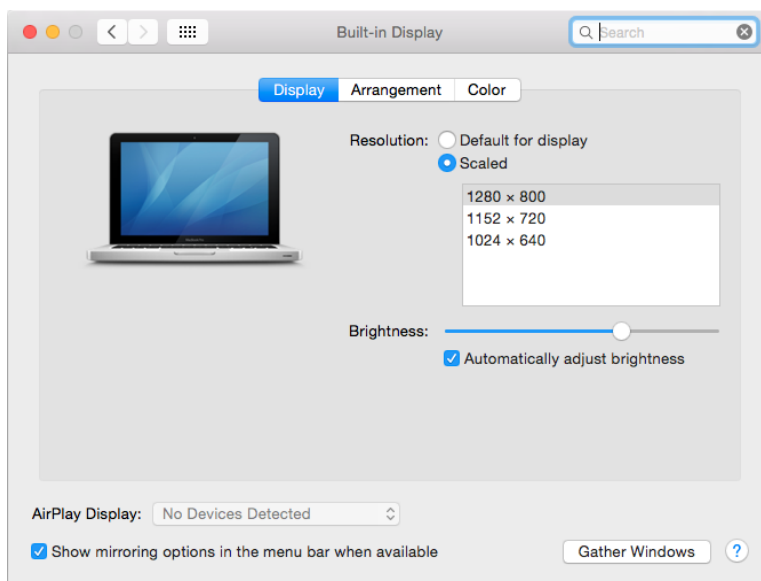 Built-in Display
Search
Display Arrangement Color
Resolution: Default for display
Scaled
1280 × 800
1152 × 720
1024 × 640
Brightness:
Automatically adjust brightness
AirPlay Display: No Devices Detected
Show mirroring options in the menu bar when available
Gather Windows ?